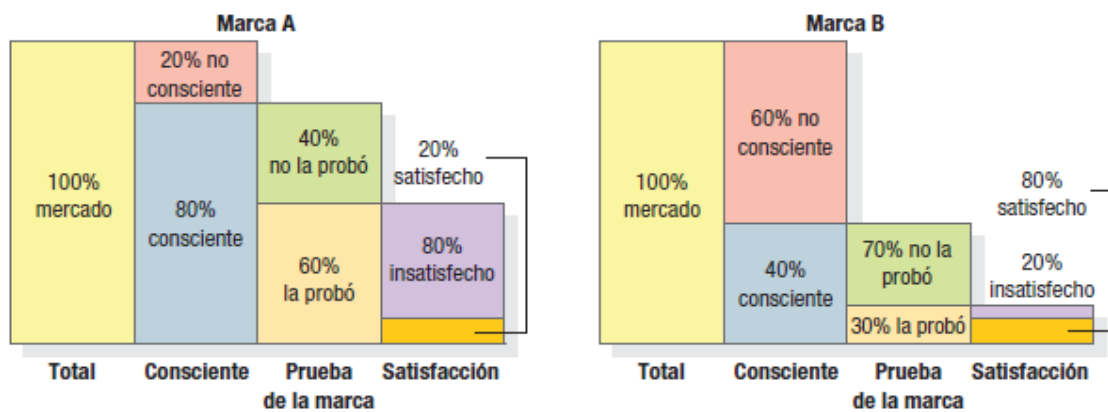 Marca A
20% no
consciente
40%
no la probó
20%
satisfecho
100%
mercado
80%
consciente
60%
la probó
80%
insatisfecho
Total
Consciente
Prueba
de la marca
Satisfacción
Marca B
60% no
consciente
100%
mercado
80%
satisfecho
40%
consciente
70% no la
probó
20%
insatisfecho
30% la probó
Total
Consciente
Prueba
de la marca
Satisfacción